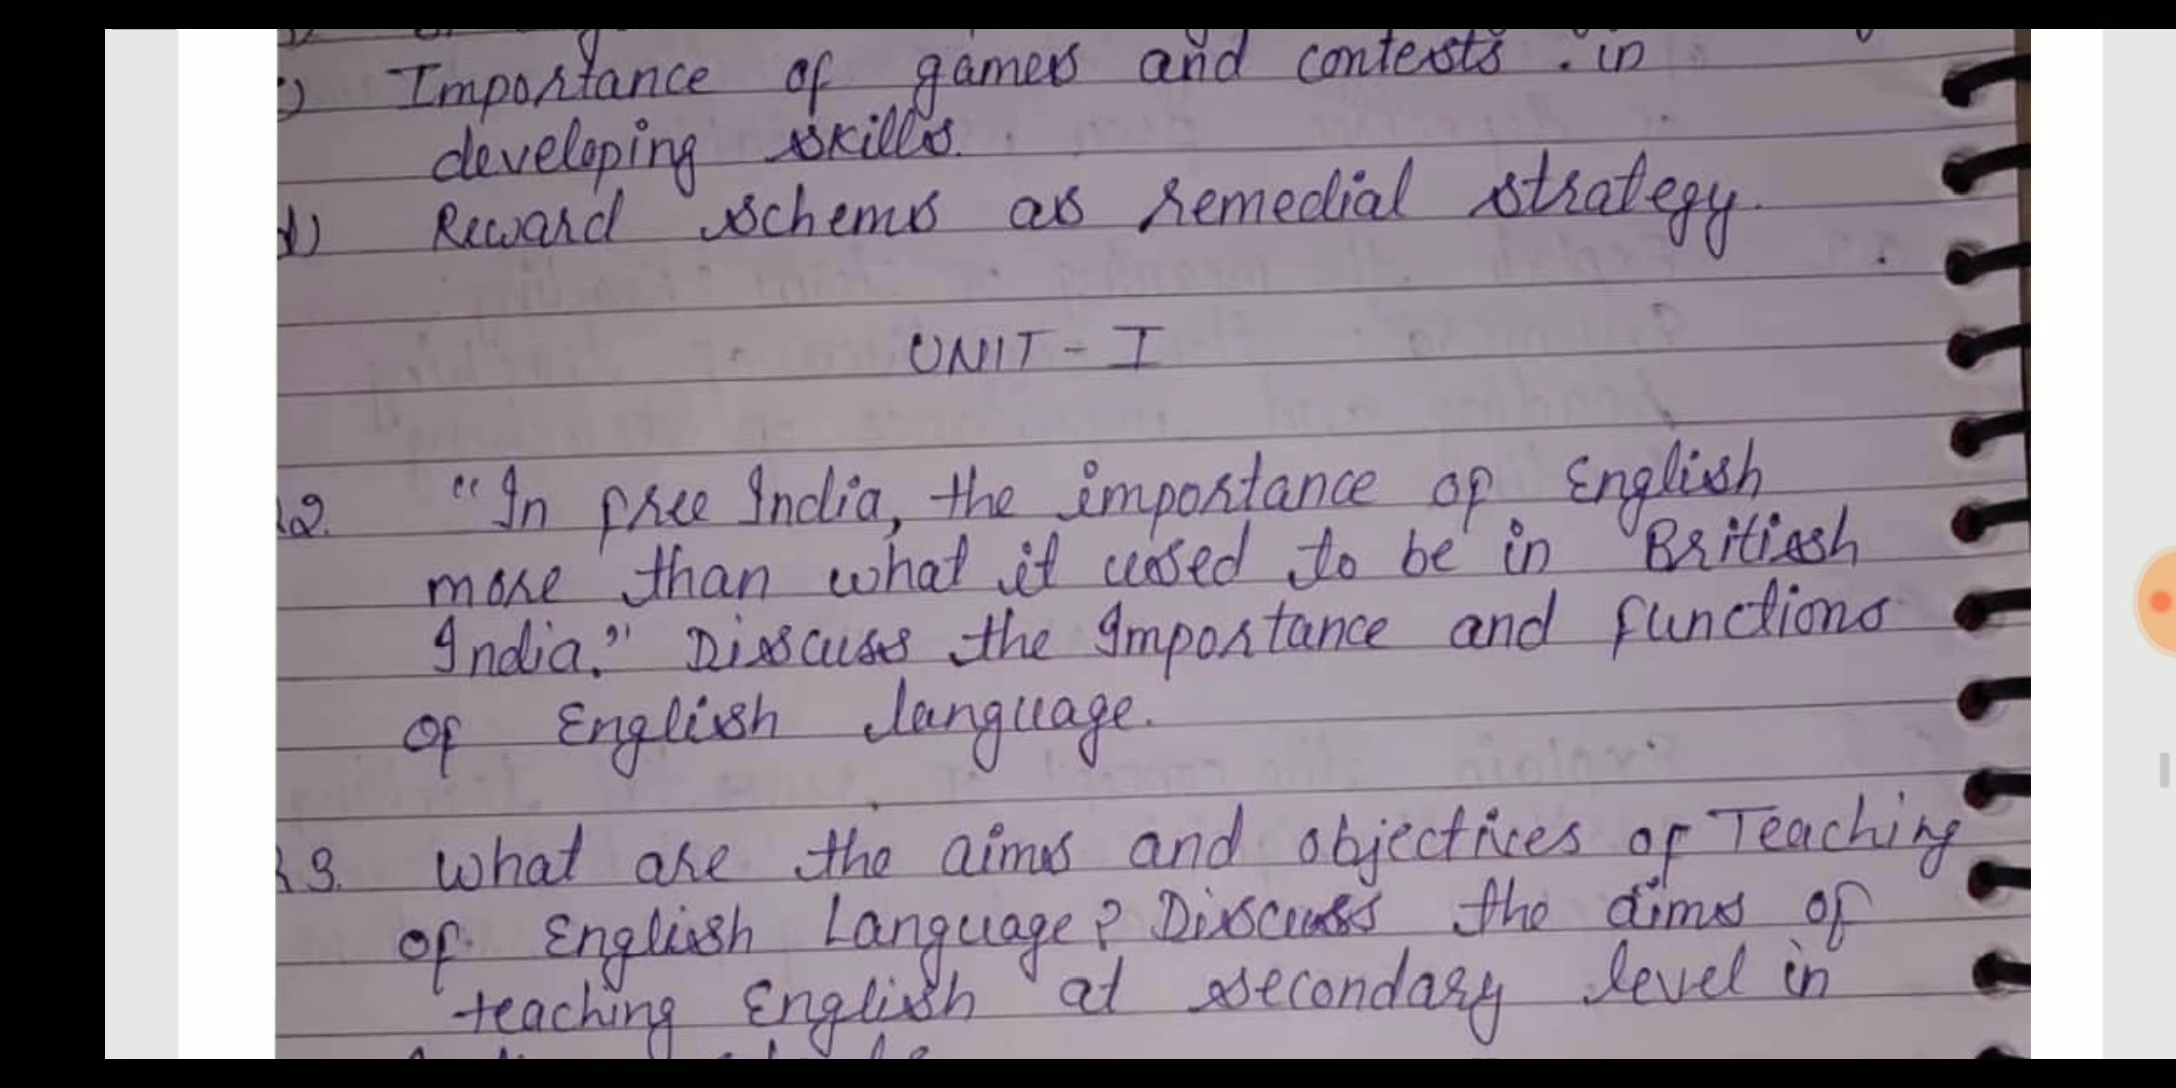 c) Importance of games and contests in
developing skills.
d) Reward schems as remedial strategy.
UNIT - I
2. "In free India, the importance of English
more than what it used to be in British
India." Discuss the Importance and functions
of English language.
3. What are the aims and objectives of Teaching
of English Language? Discuss the aims of
teaching English at secondary level in